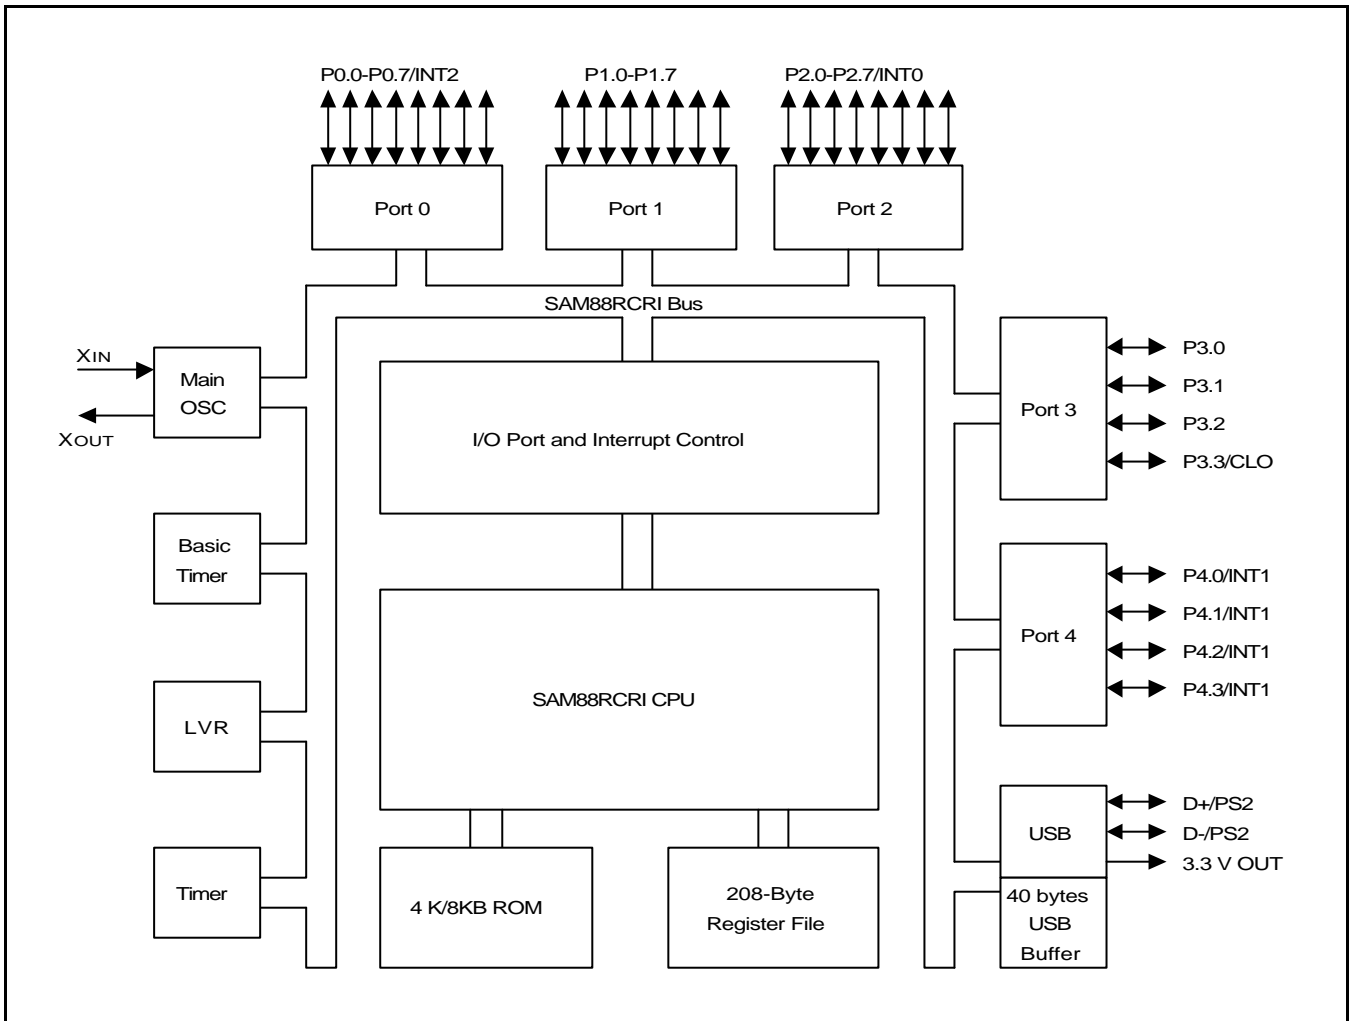 P0.0-P0.7/INT2
P1.0-P1.7
P2.0-P2.7/INT0
Port 0
Port 1
Port 2
SAM88RCRI Bus
XIN
XOUT
Main
OSC
I/O Port and Interrupt Control
Port 3
P3.0
P3.1
P3.2
P3.3/CLO
Basic
Timer
Port 4
P4.0/INT1
P4.1/INT1
P4.2/INT1
P4.3/INT1
SAM88RCRI CPU
LVR
USB
D+/PS2
D-/PS2
3.3 V OUT
Timer
4 K/8KB ROM
208-Byte
Register File
40 bytes
USB
Buffer